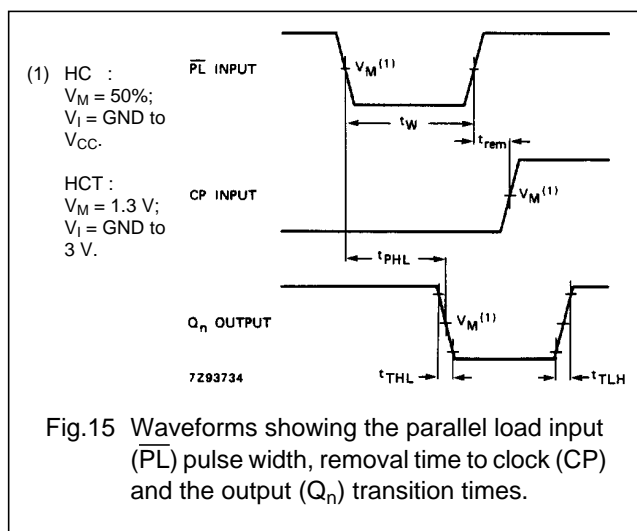 (1) HC :
V_M = 50%;
V_I = GND to
V_CC.
HCT :
V_M = 1.3 V;
V_I = GND to
3 V.
P̅L̅ INPUT
V_M(1)
t_W
t_rem
CP INPUT
V_M(1)
t_PHL
Q_n OUTPUT
V_M(1)
t_THL
t_TLH
7Z93734
Fig.15 Waveforms showing the parallel load input
(P̅L̅) pulse width, removal time to clock (CP)
and the output (Q_n) transition times.